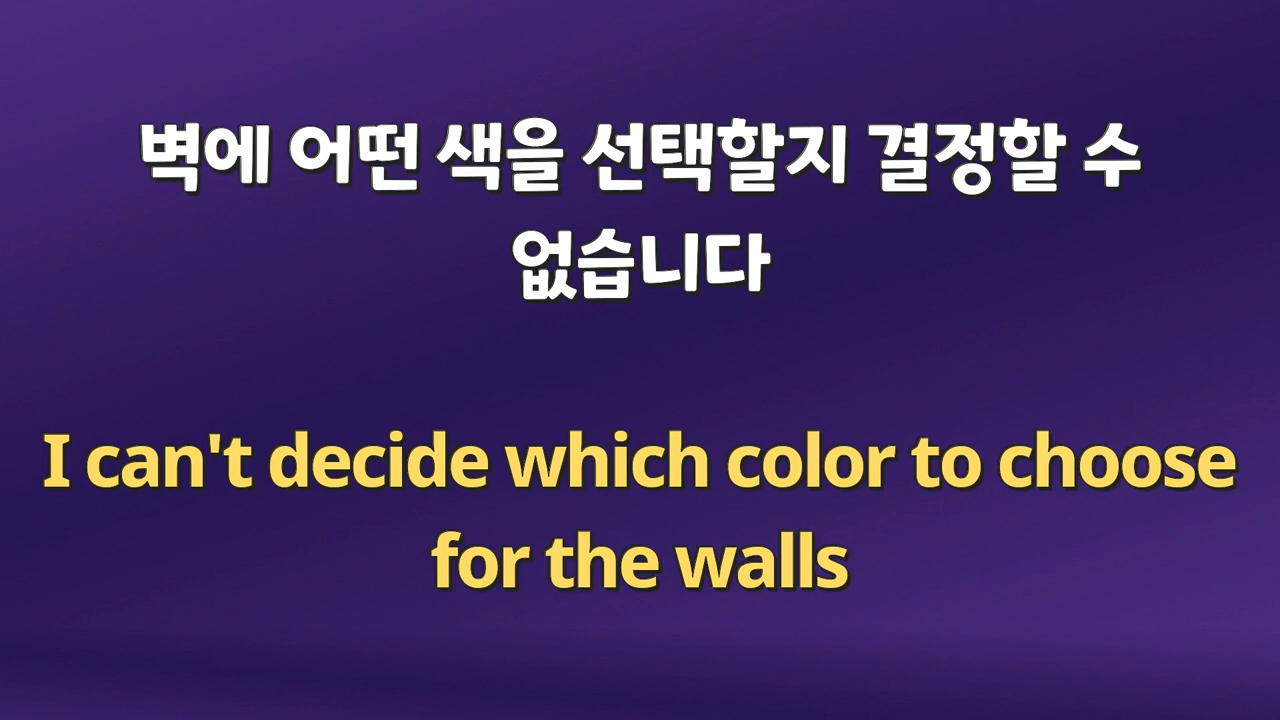 벽에 어떤 색을 선택할지 결정할 수
없습니다
I can't decide which color to choose
for the walls